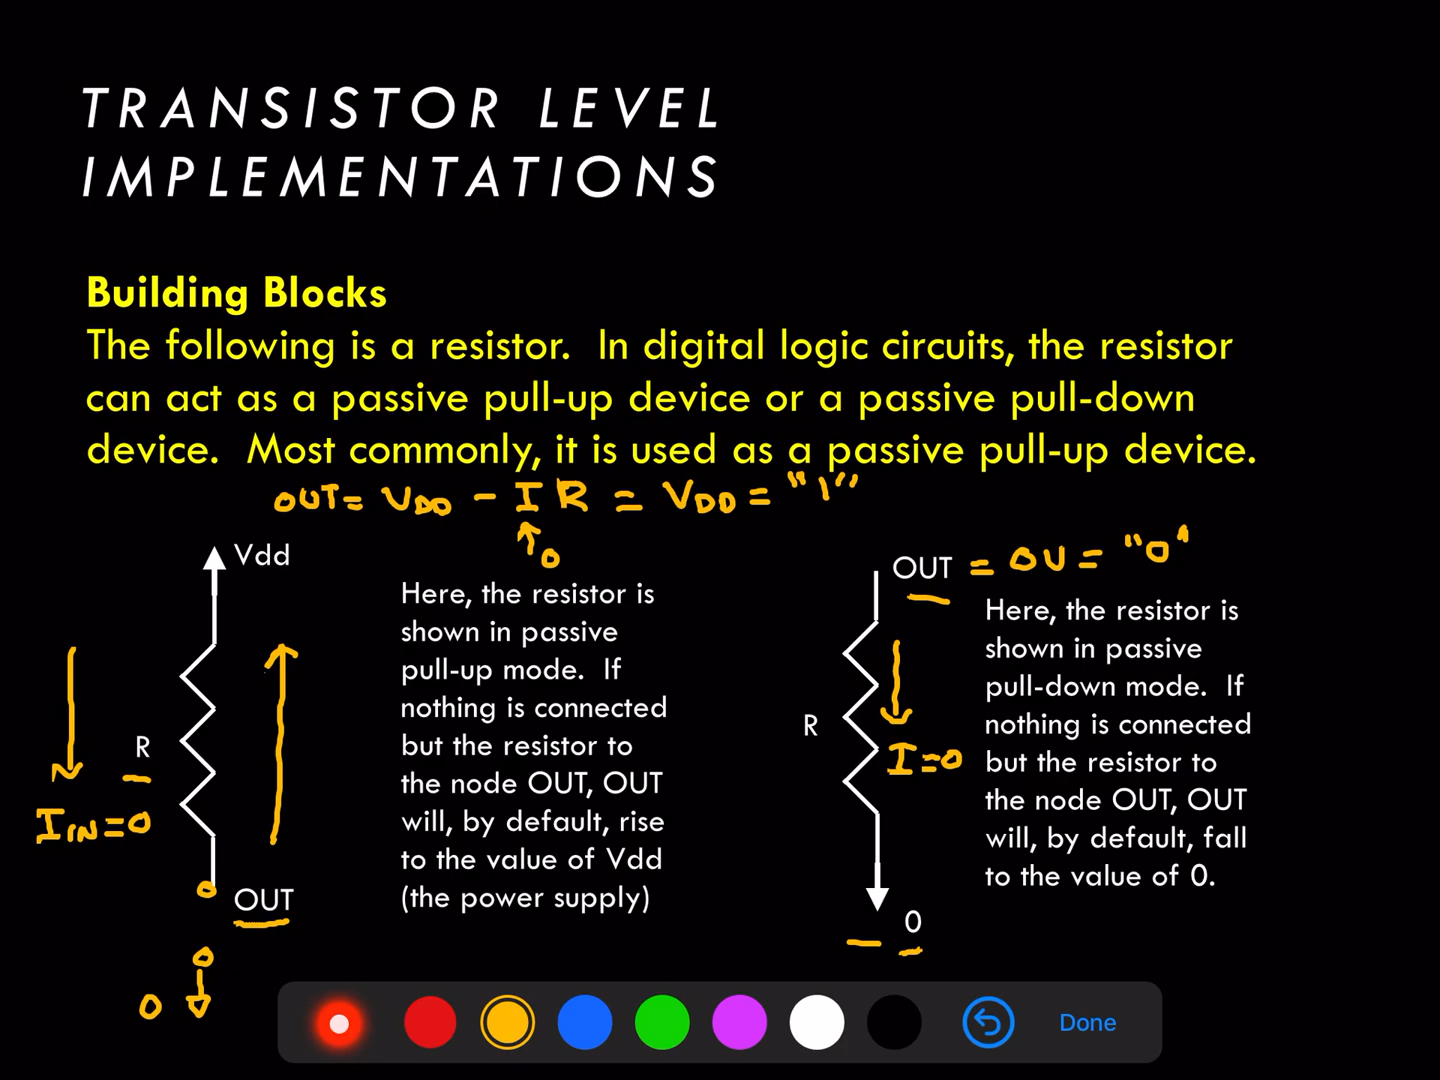 TRANSISTOR LEVEL
IMPLEMENTATIONS
Building Blocks
The following is a resistor.  In digital logic circuits, the resistor
can act as a passive pull-up device or a passive pull-down
device.  Most commonly, it is used as a passive pull-up device.
OUT = VDD - IR = VDD = "1"
0
Vdd
R
IIN = 0
OUT
0
Here, the resistor is
shown in passive
pull-up mode.  If
nothing is connected
but the resistor to
the node OUT, OUT
will, by default, rise
to the value of Vdd
(the power supply)
OUT = 0V = "0"
R
I=0
0
Here, the resistor is
shown in passive
pull-down mode.  If
nothing is connected
but the resistor to
the node OUT, OUT
will, by default, fall
to the value of 0.
Done